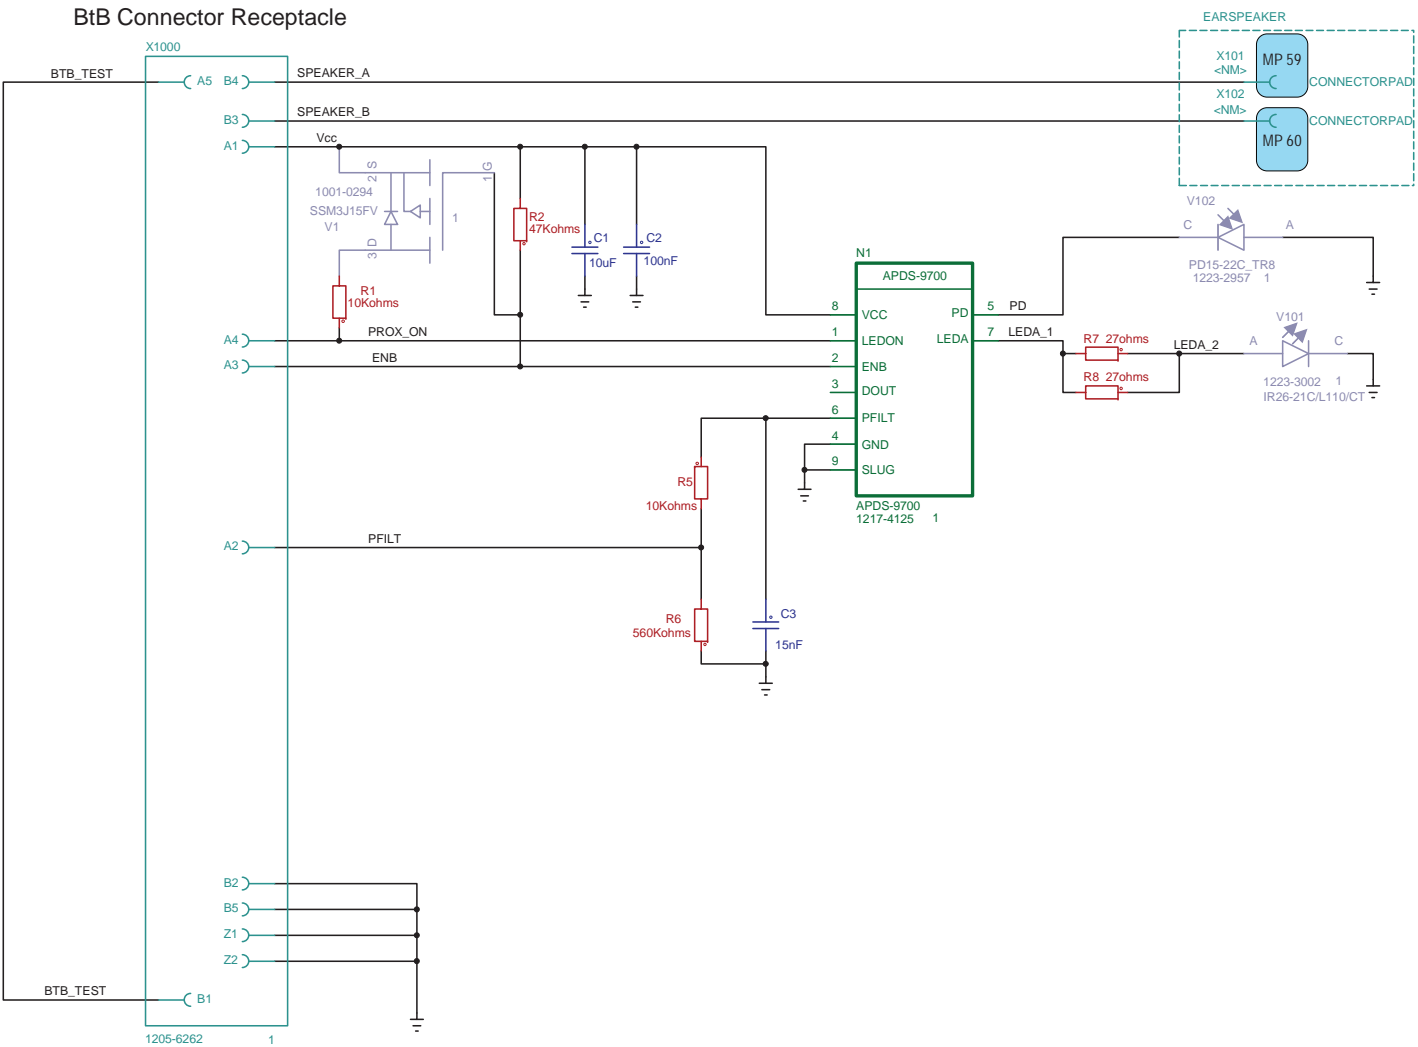 BtB Connector Receptacle
EARSPEAKER
X1000
BTB_TEST
A5 B4
SPEAKER_A
X101
<NM>
MP 59
CONNECTORPAD
X102
<NM>
B3
SPEAKER_B
CONNECTORPAD
MP 60
A1
Vcc
2 S
1 G
1001-0294
SSM3J15FV
V1
1
3 D
R2
47Kohms
C1
10uF
C2
100nF
V102
C
A
PD15-22C_TR8
1223-2957 1
N1
APDS-9700
R1
10Kohms
8
VCC
PD
5
PD
A4
PROX_ON
1
LEDON
LEDA
7
LEDA_1
R7 27ohms
LEDA_2
V101
A
C
A3
ENB
2
ENB
R8 27ohms
1223-3002 1
IR26-21C/L110/CT
3
DOUT
6
PFILT
4
GND
9
SLUG
R5
10Kohms
APDS-9700
1217-4125 1
A2
PFILT
R6
560Kohms
C3
15nF
B2
B5
Z1
Z2
BTB_TEST
B1
1205-6262 1